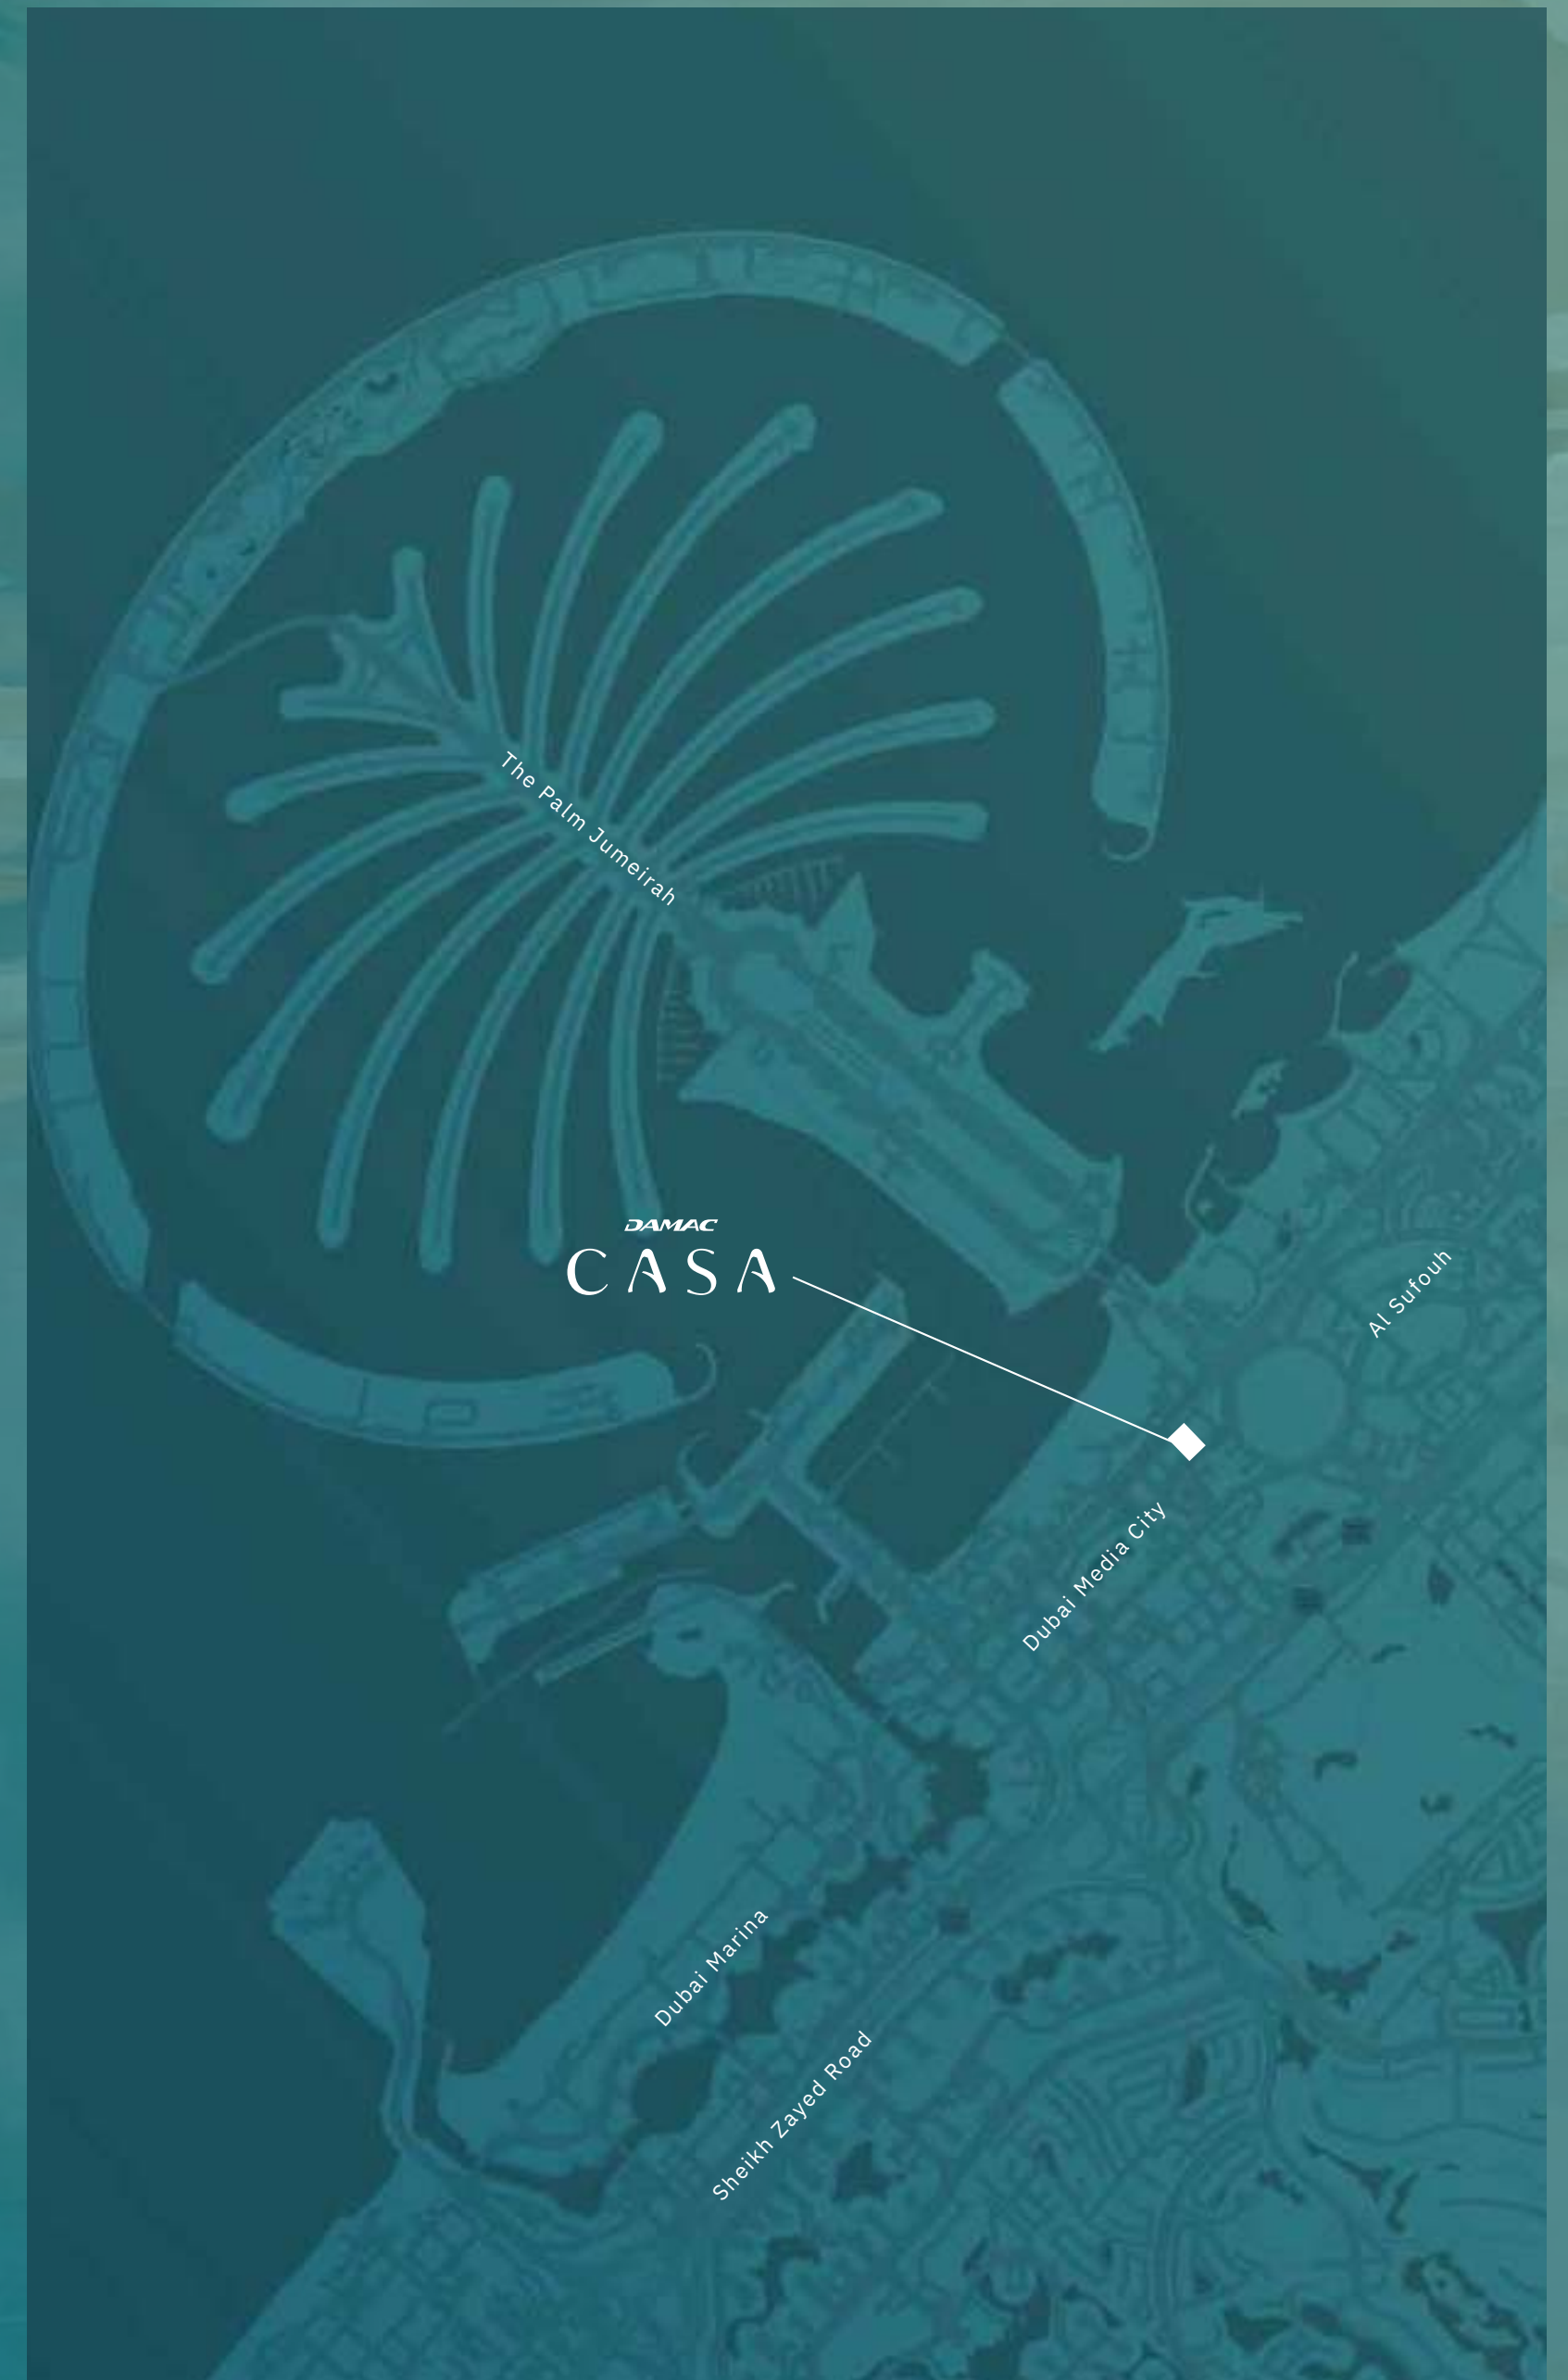 The Palm Jumeirah
DAMAC
CASA
Al Sufouh
Dubai Media City
Dubai Marina
Sheikh Zayed Road